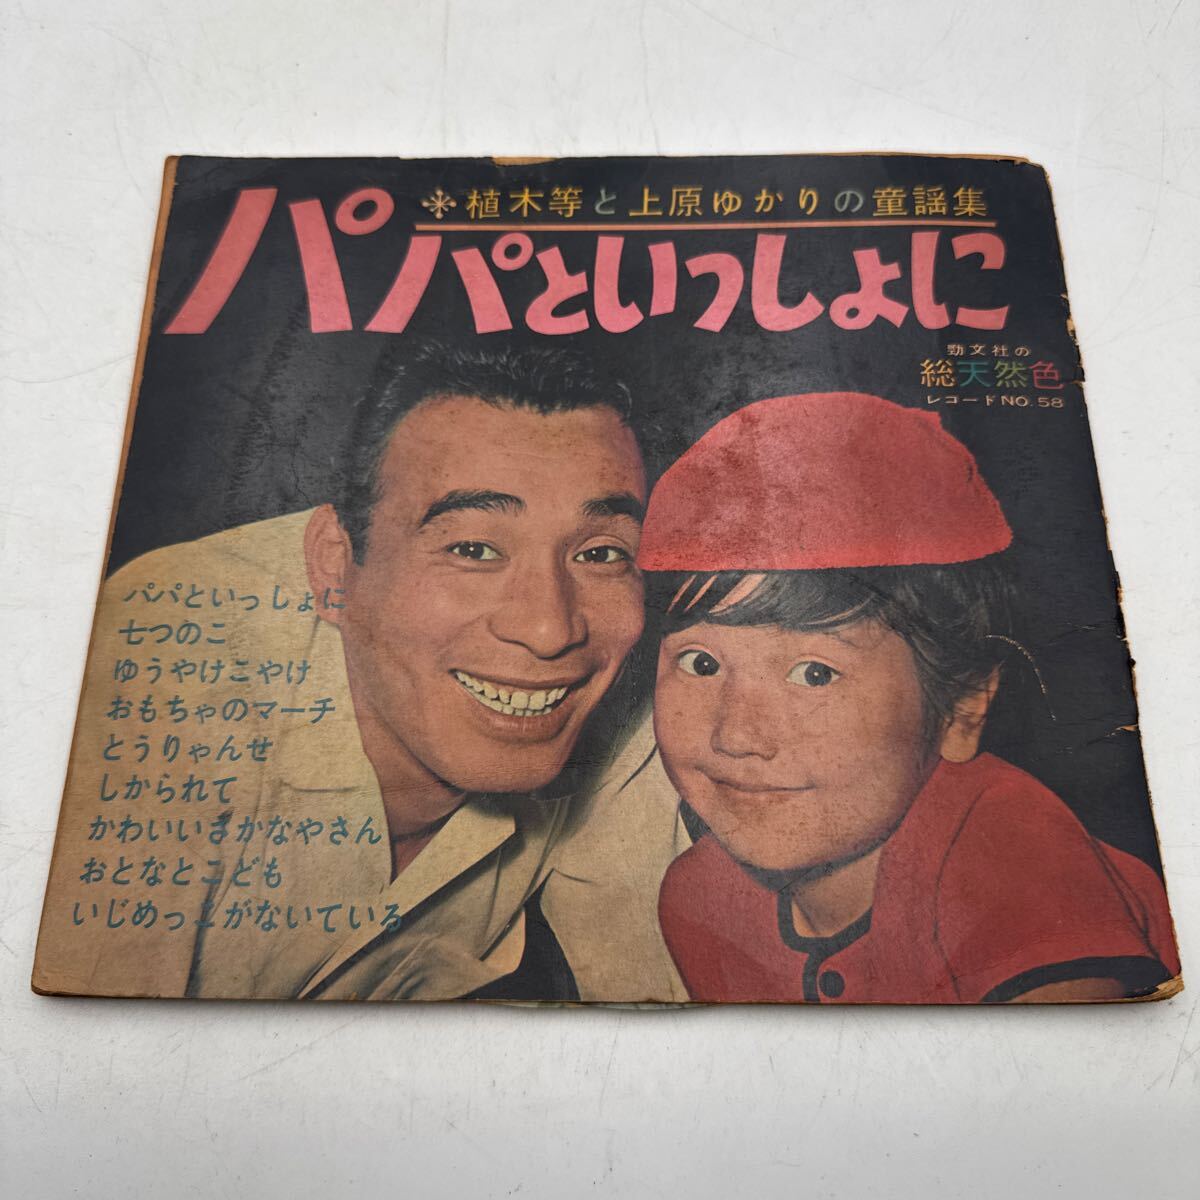 ＊植木等と上原ゆかりの童謡集
パパといっしょに
勁文社の
総天然色
レコードNO.58
パパといっしょに
七つのこ
ゆうやけこやけ
おもちゃのマーチ
とうりゃんせ
しかられて
かわいいさかなやさん
おとなとこども
いじめっこがないている